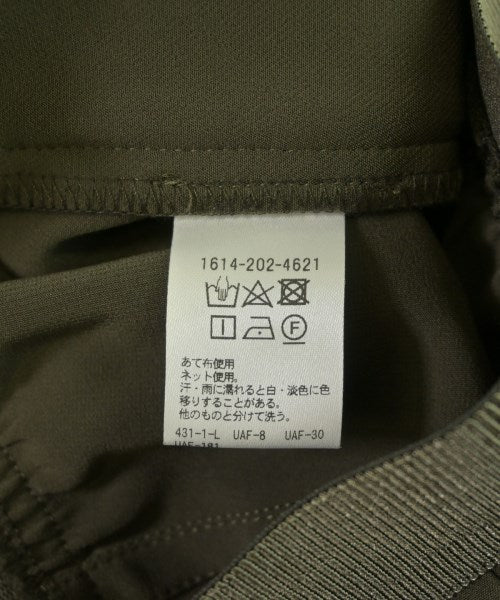 1614-202-4621
F
あて布使用
ネット使用。
汗・雨に濡れると白・淡色に色
移りすることがある。
他のものと分けて洗う。
431-1-L UAF-8 UAF-30
UAF-181